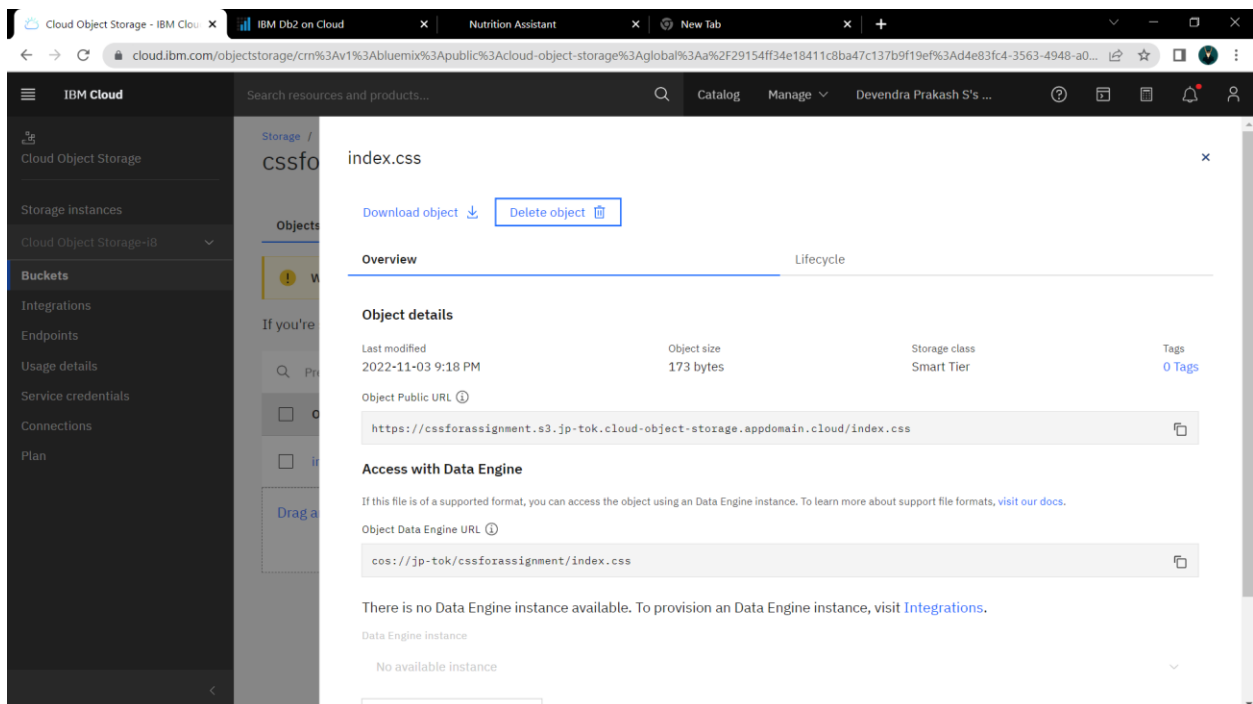 Cloud Object Storage - IBM Clou
IBM Db2 on Cloud
Nutrition Assistant
New Tab
cloud.ibm.com/objectstorage/crn%3Av1%3Abluemix%3Apublic%3Acloud-object-storage%3Aglobal%3Aa%2F29154ff34e18411c8ba47c137b9f19ef%3Ad4e83fc4-3563-4948-a0...
IBM Cloud
Search resources and products...
Catalog
Manage
Devendra Prakash S's ...
Cloud Object Storage
Storage instances
Cloud Object Storage-i8
Buckets
Integrations
Endpoints
Usage details
Service credentials
Connections
Plan
Storage /
cssfo
Objects
W
If you're
Pre
O
in
Drag a
index.css
Download object
Delete object
Overview
Lifecycle
Object details
Last modified
2022-11-03 9:18 PM
Object size
173 bytes
Storage class
Smart Tier
Tags
0 Tags
Object Public URL
https://cssforassignment.s3.jp-tok.cloud-object-storage.appdomain.cloud/index.css
Access with Data Engine
If this file is of a supported format, you can access the object using an Data Engine instance. To learn more about support file formats, visit our docs.
Object Data Engine URL
cos://jp-tok/cssforassignment/index.css
There is no Data Engine instance available. To provision an Data Engine instance, visit Integrations.
Data Engine instance
No available instance